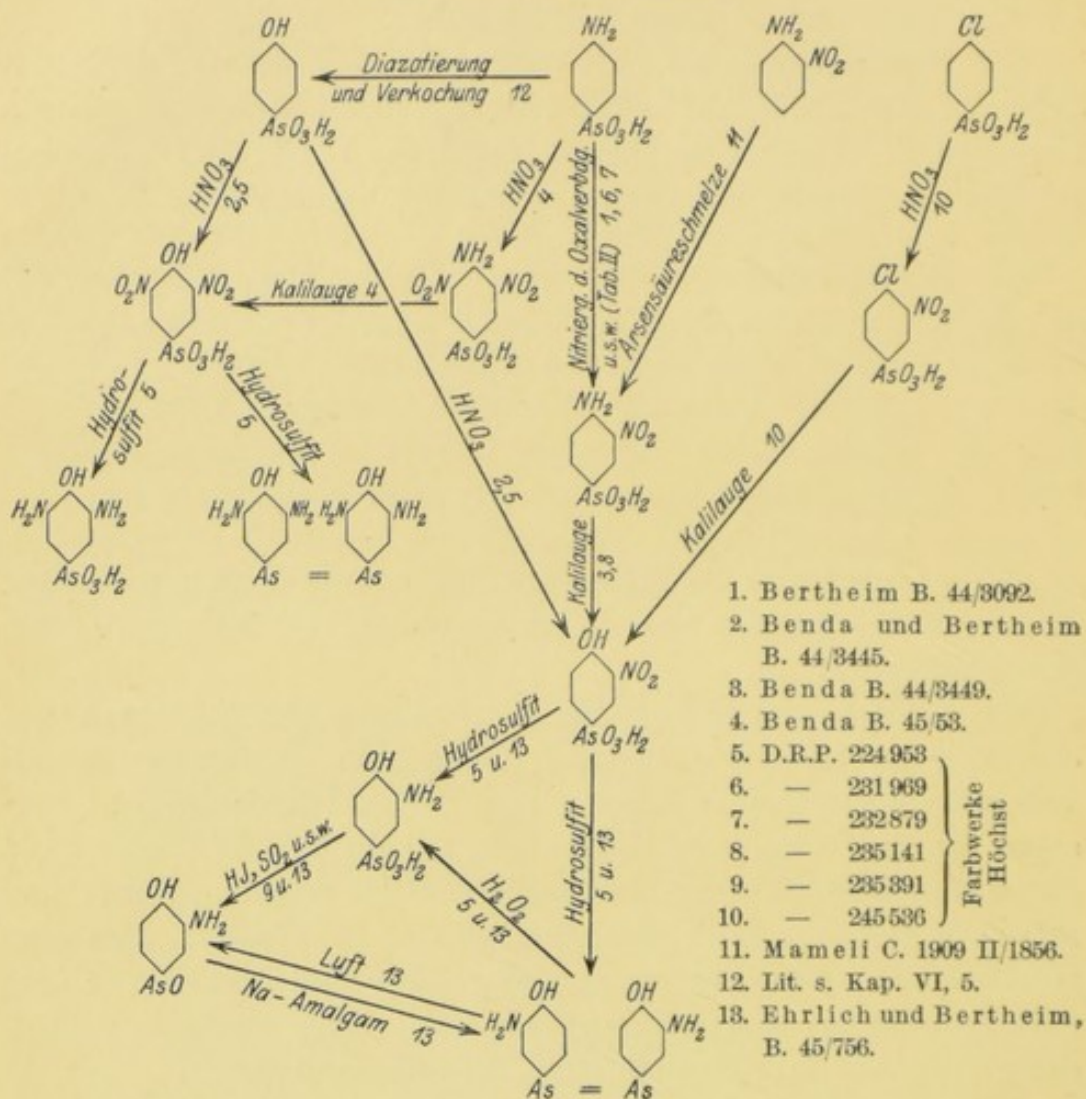 OH NH₂ NH₂ Cl
NO₂
Diazotierung
und Verkochung 12
AsO₃H₂ AsO₃H₂ AsO₃H₂
HNO₃
2,5
HNO₃
4
Nitrierg. d. Oxalverbdg.
u.s.w. (Tab.II) 1, 6, 7
Arsensäureschmelze 11
HNO₃
10
OH NH₂ Cl
O₂N NO₂ O₂N NO₂ NO₂
Kalilauge 4
AsO₃H₂ AsO₃H₂ AsO₃H₂
Hydro-
sulfit 5
Hydrosulfit
5
HNO₃ 2,5
NH₂
NO₂
AsO₃H₂
Kalilauge 10
OH OH OH
H₂N NH₂ H₂N NH₂ H₂N NH₂
AsO₃H₂ As = As
Kalilauge
3,8
OH
NO₂
AsO₃H₂
Hydrosulfit
5 u. 13
OH
NH₂
AsO₃H₂
HJ, SO₂ u.s.w.
9 u. 13
H₂O₂
5 u. 13
Hydrosulfit
5 u. 13
OH
NH₂
AsO
Luft 13
Na-Amalgam 13
OH OH
H₂N NH₂
As = As
1. Bertheim B. 44/3092.
2. Benda und Bertheim
B. 44/3445.
3. Benda B. 44/3449.
4. Benda B. 45/53.
5. D.R.P. 224953
6. — 231969
7. — 232879
8. — 235141
9. — 235391
10. — 245536
Farbwerke
Höchst
11. Mameli C. 1909 II/1856.
12. Lit. s. Kap. VI, 5.
13. Ehrlich und Bertheim,
B. 45/756.